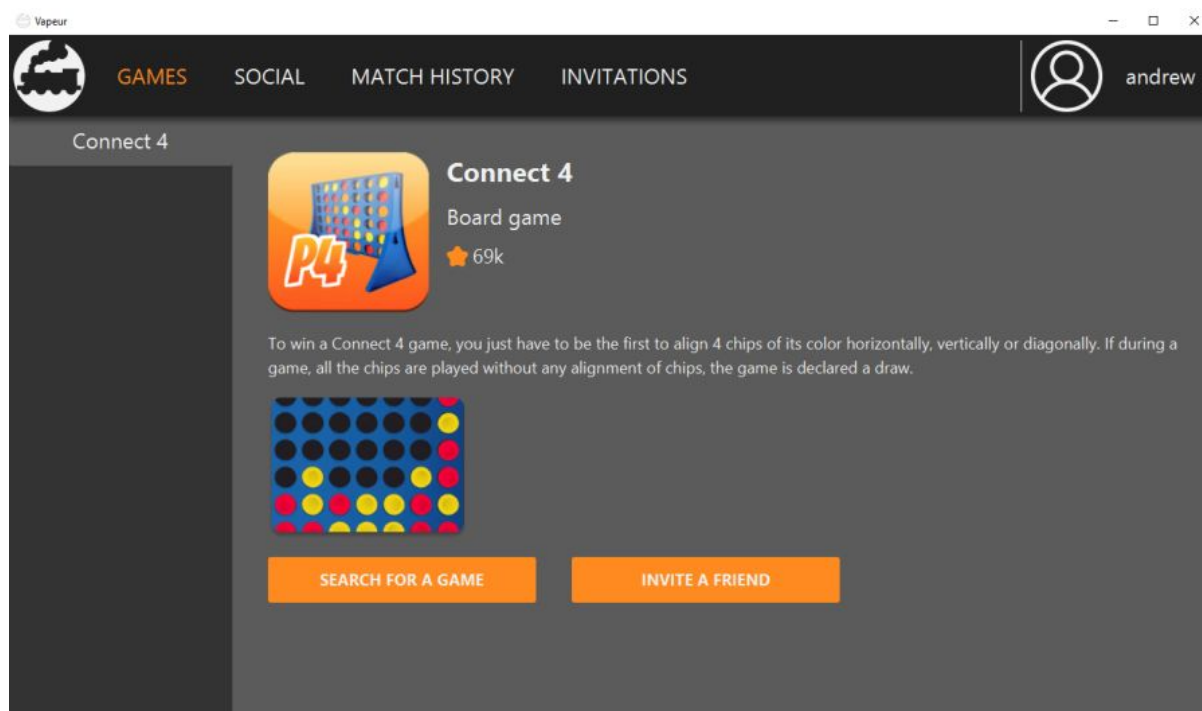 Vapeur
GAMES SOCIAL MATCH HISTORY INVITATIONS andrew
Connect 4
Connect 4
Board game
69k
P4
To win a Connect 4 game, you just have to be the first to align 4 chips of its color horizontally, vertically or diagonally. If during a
game, all the chips are played without any alignment of chips, the game is declared a draw.
SEARCH FOR A GAME INVITE A FRIEND